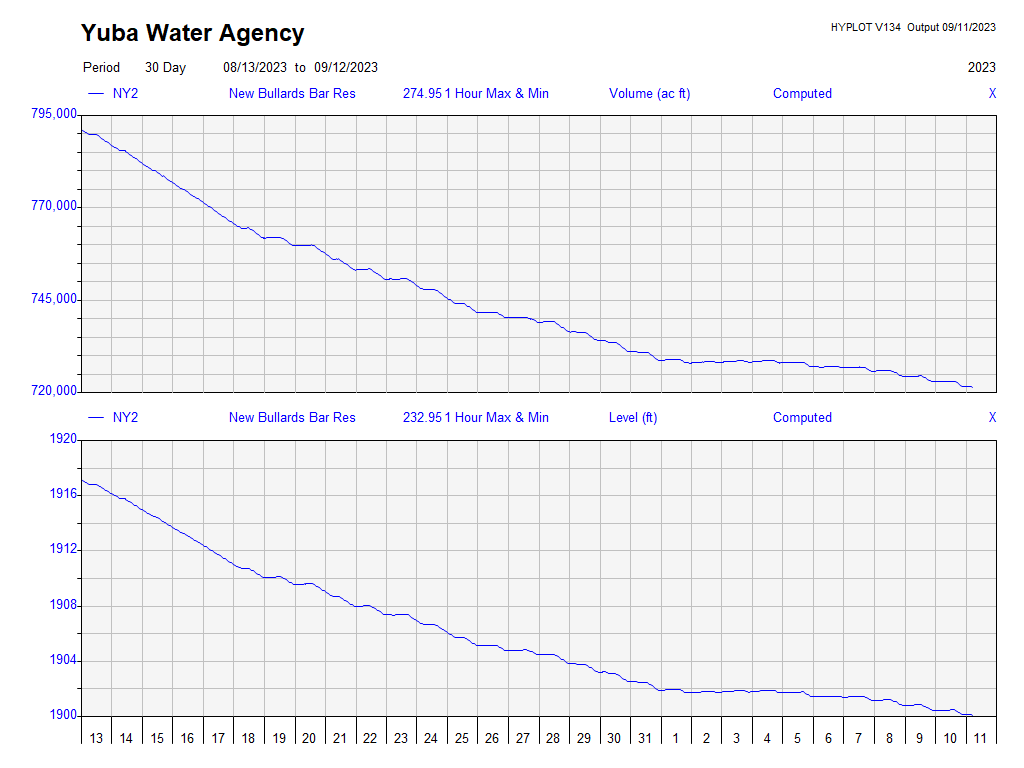 Yuba Water Agency
HYPLOT V134 Output 09/11/2023
Period 30 Day 08/13/2023 to 09/12/2023 2023
NY2 New Bullards Bar Res 274.95 1 Hour Max & Min Volume (ac ft) Computed X
795,000
770,000
745,000
720,000
NY2 New Bullards Bar Res 232.95 1 Hour Max & Min Level (ft) Computed X
1920
1916
1912
1908
1904
1900
13 14 15 16 17 18 19 20 21 22 23 24 25 26 27 28 29 30 31 1 2 3 4 5 6 7 8 9 10 11